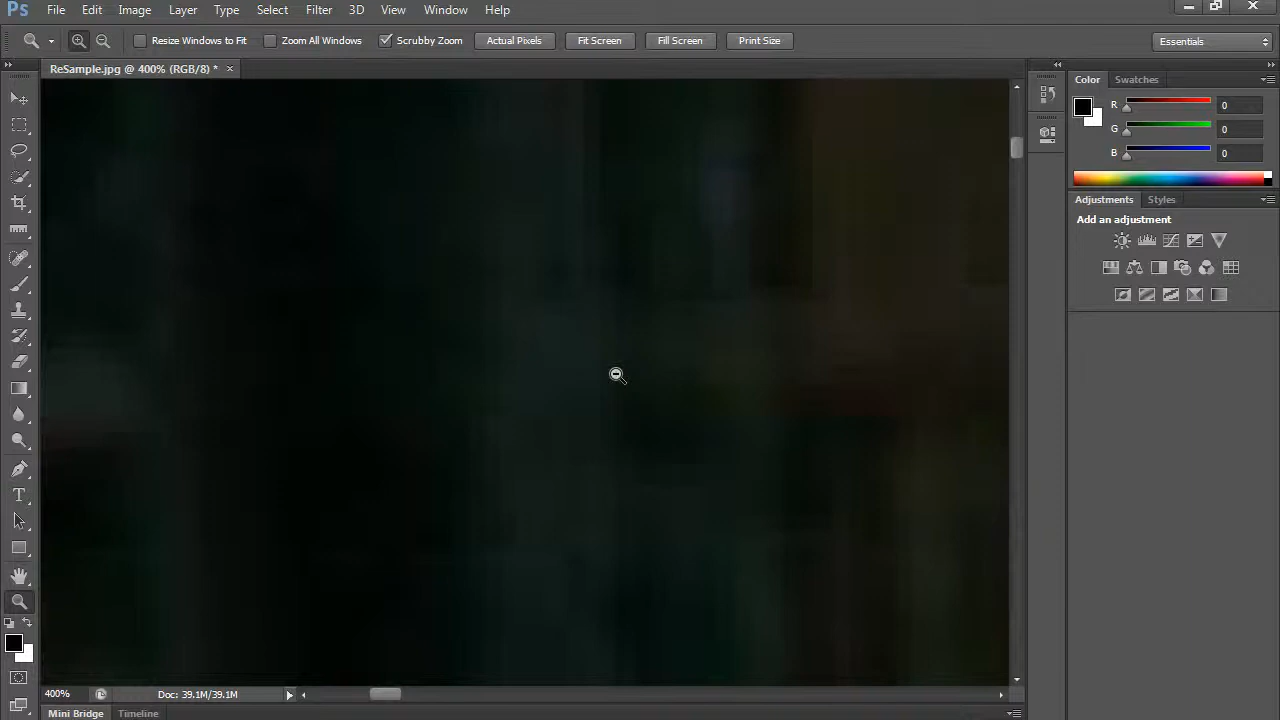 Ps File Edit Image Layer Type Select Filter 3D View Window Help
Resize Windows to Fit Zoom All Windows Scrubby Zoom Actual Pixels Fit Screen Fill Screen Print Size Essentials
ReSample.jpg @ 400% (RGB/8) *
Color Swatches
R 0
G 0
B 0
Adjustments Styles
Add an adjustment
T
400% Doc: 39.1M/39.1M
Mini Bridge Timeline